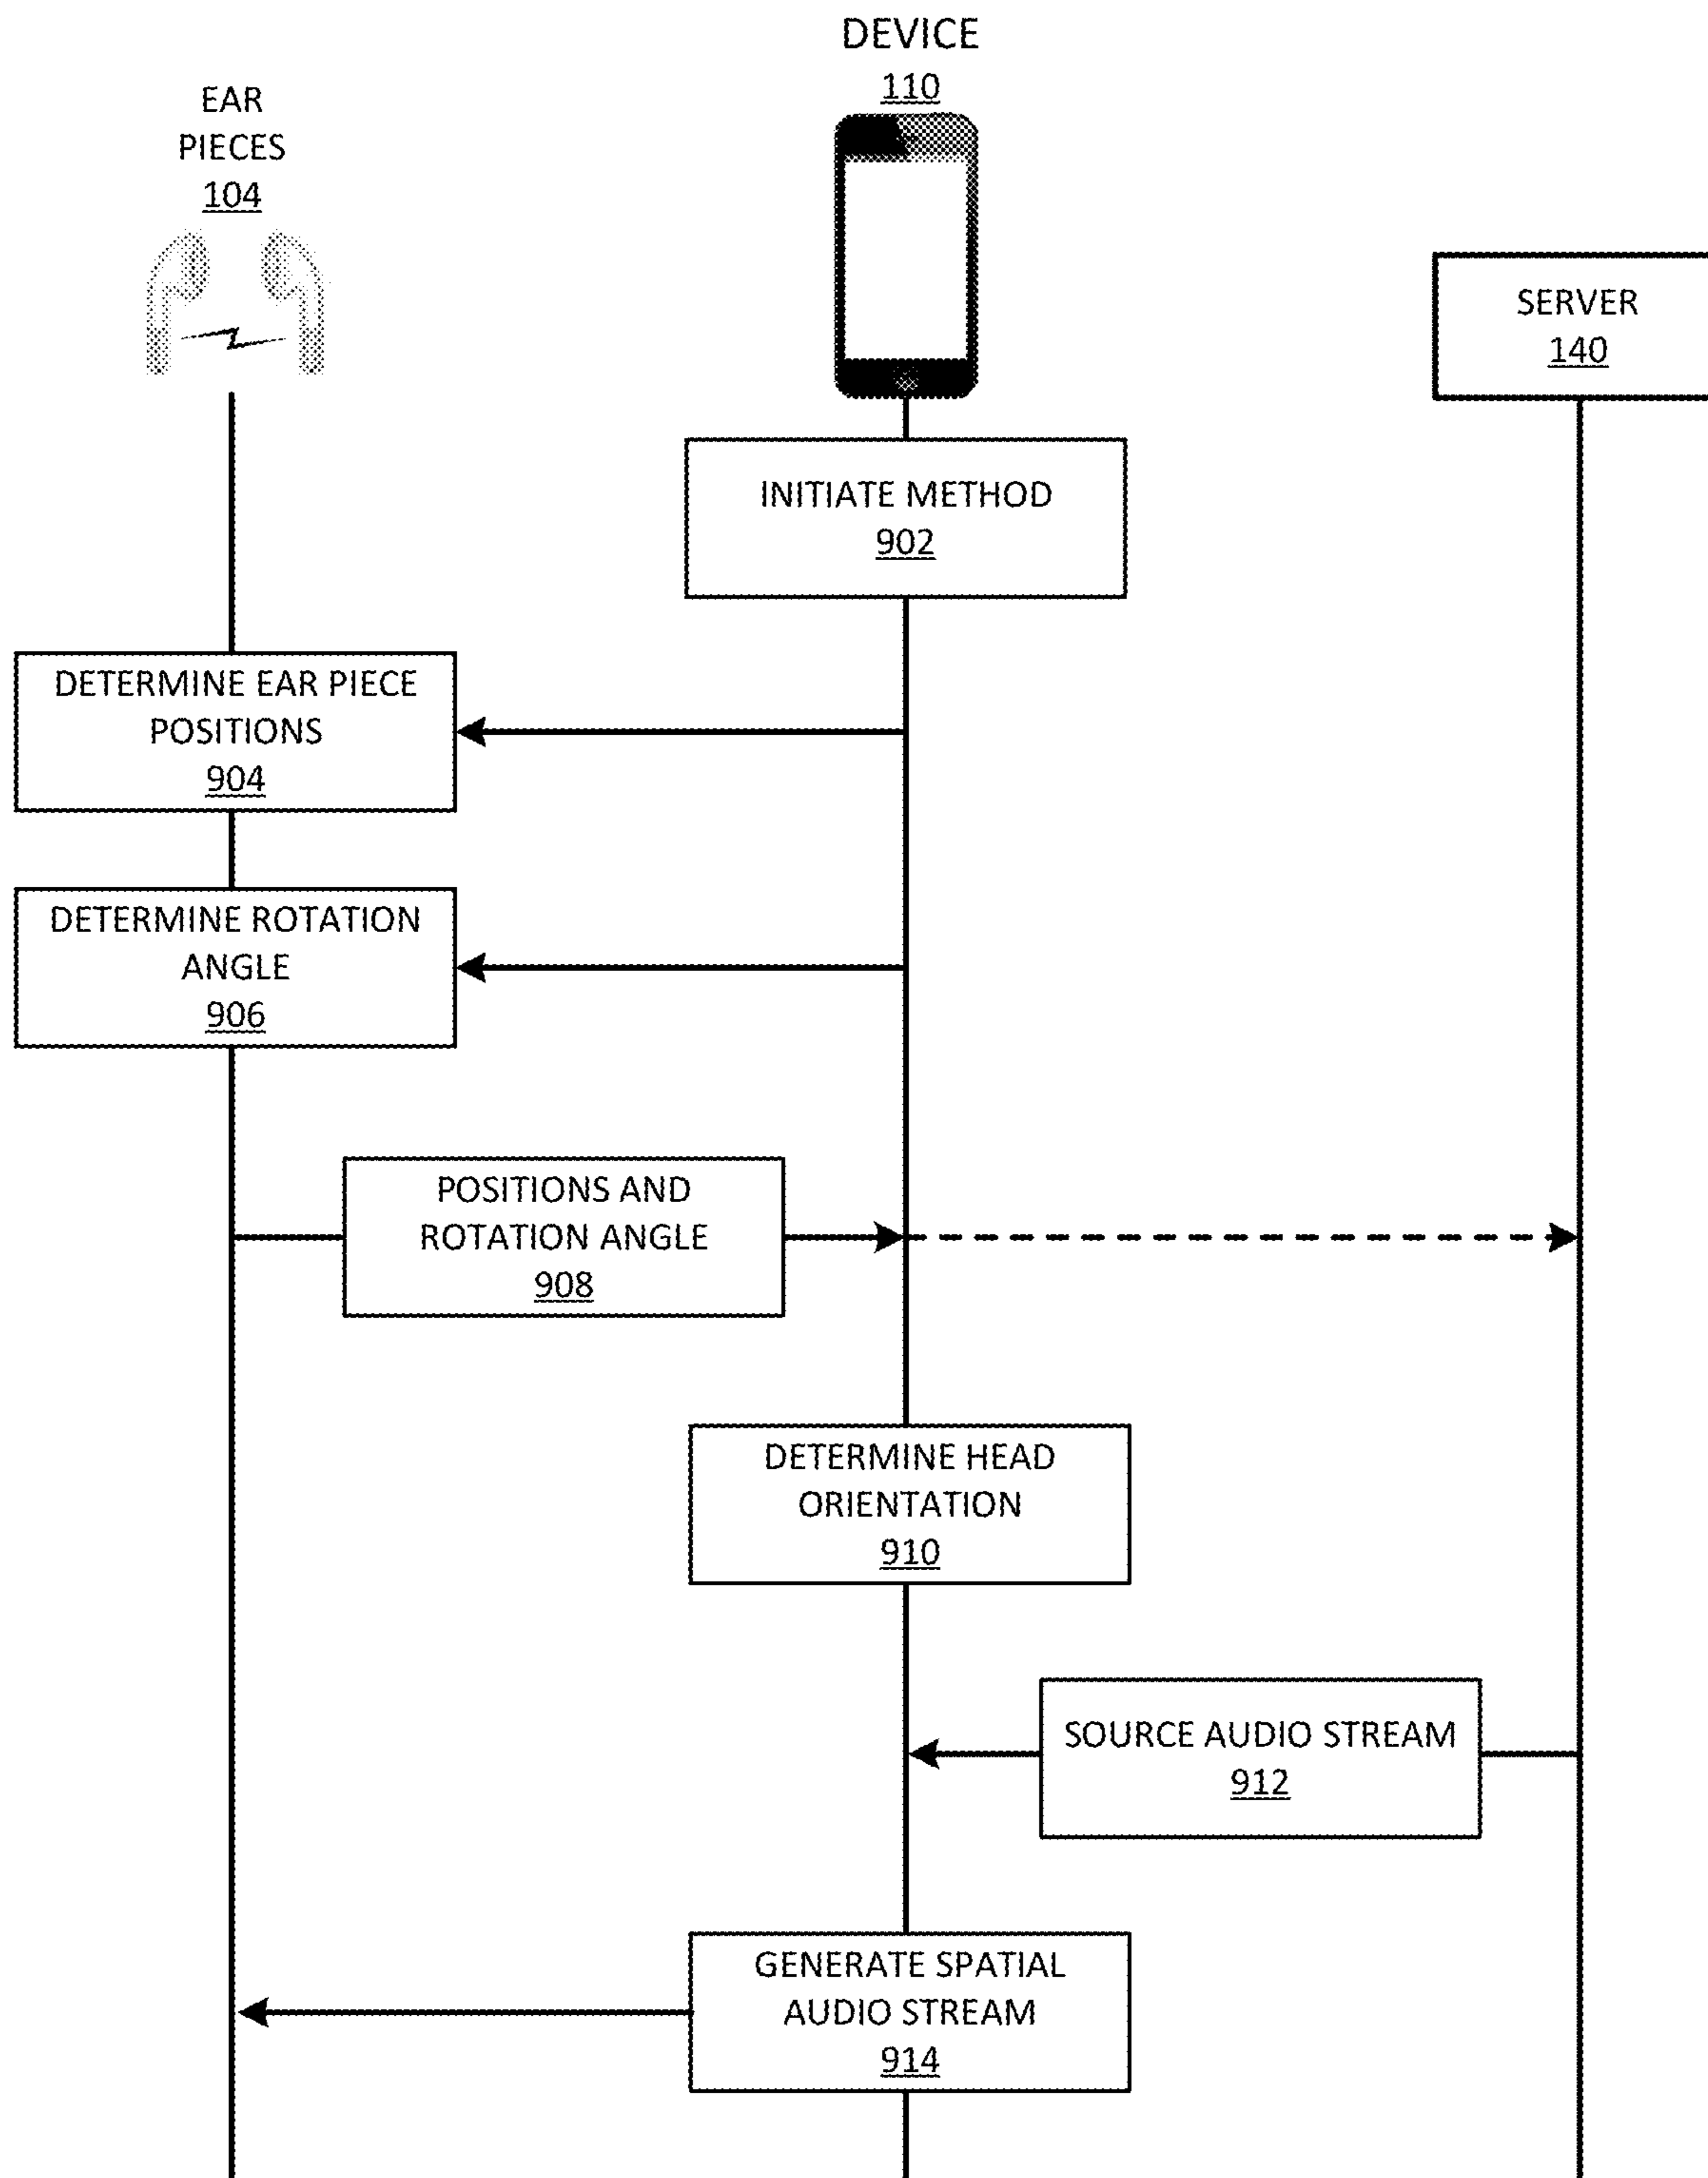 DEVICE
110
EAR
PIECES
104
SERVER
140
INITIATE METHOD
902
DETERMINE EAR PIECE
POSITIONS
904
DETERMINE ROTATION
ANGLE
906
POSITIONS AND
ROTATION ANGLE
908
DETERMINE HEAD
ORIENTATION
910
SOURCE AUDIO STREAM
912
GENERATE SPATIAL
AUDIO STREAM
914